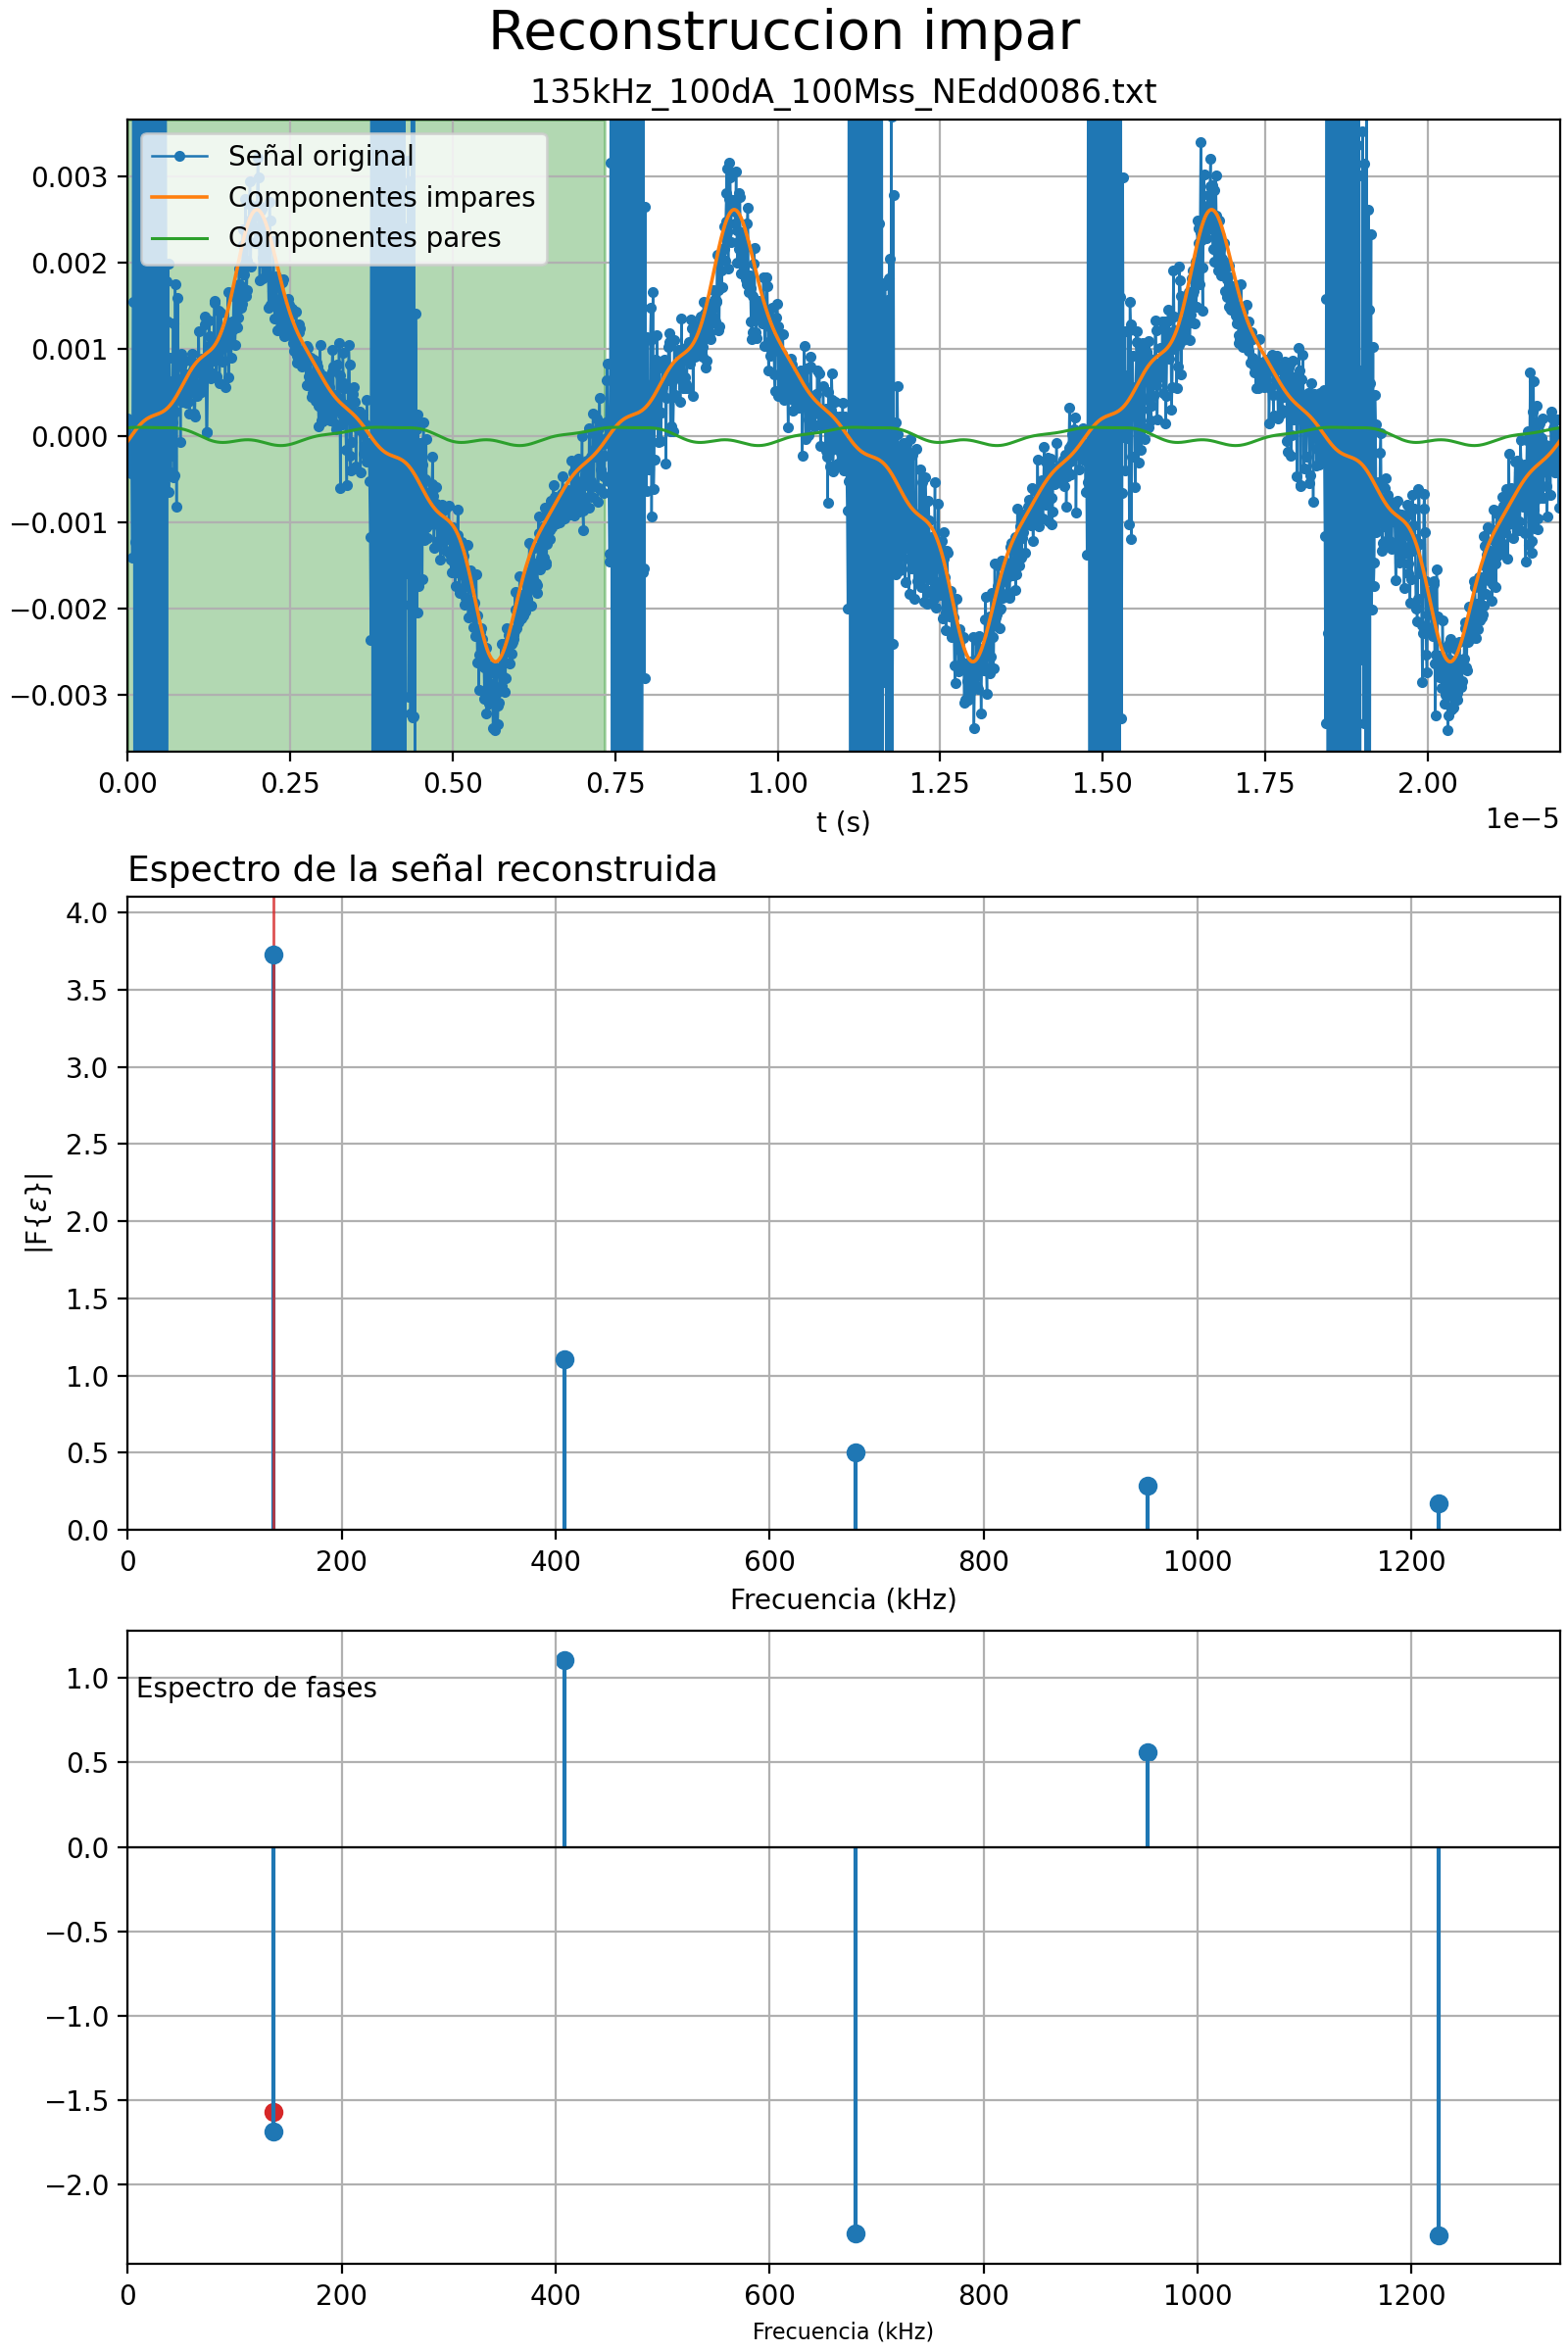 Reconstruccion impar
135kHz_100dA_100Mss_NEdd0086.txt
Señal original
Componentes impares
Componentes pares
0.003
0.002
0.001
0.000
−0.001
−0.002
−0.003
0.00 0.25 0.50 0.75 1.00 1.25 1.50 1.75 2.00
1e−5
t (s)
Espectro de la señal reconstruida
4.0
3.5
3.0
2.5
2.0
1.5
1.0
0.5
0.0
|F{ε}|
0 200 400 600 800 1000 1200
Frecuencia (kHz)
Espectro de fases
1.0
0.5
0.0
−0.5
−1.0
−1.5
−2.0
0 200 400 600 800 1000 1200
Frecuencia (kHz)